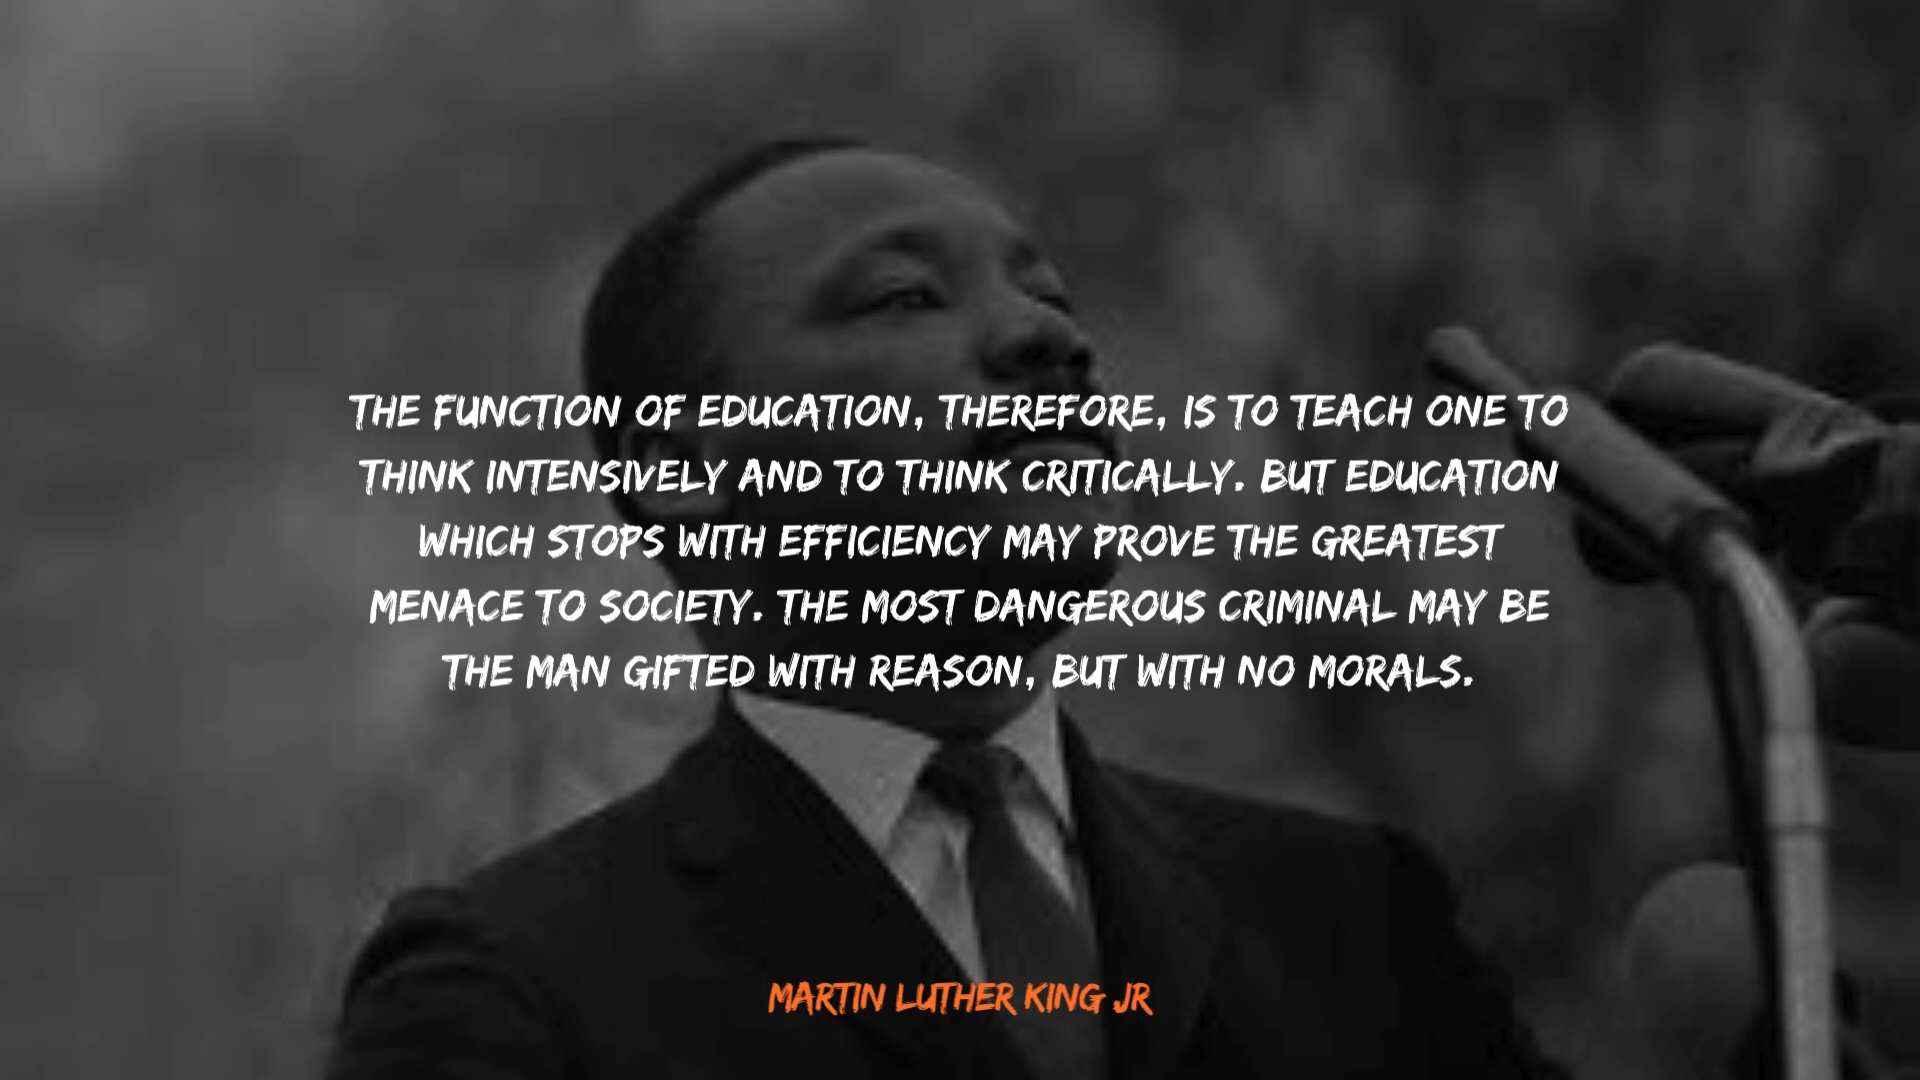 THE FUNCTION OF EDUCATION, THEREFORE, IS TO TEACH ONE TO
THINK INTENSIVELY AND TO THINK CRITICALLY. BUT EDUCATION
WHICH STOPS WITH EFFICIENCY MAY PROVE THE GREATEST
MENACE TO SOCIETY. THE MOST DANGEROUS CRIMINAL MAY BE
THE MAN GIFTED WITH REASON, BUT WITH NO MORALS.
MARTIN LUTHER KING JR